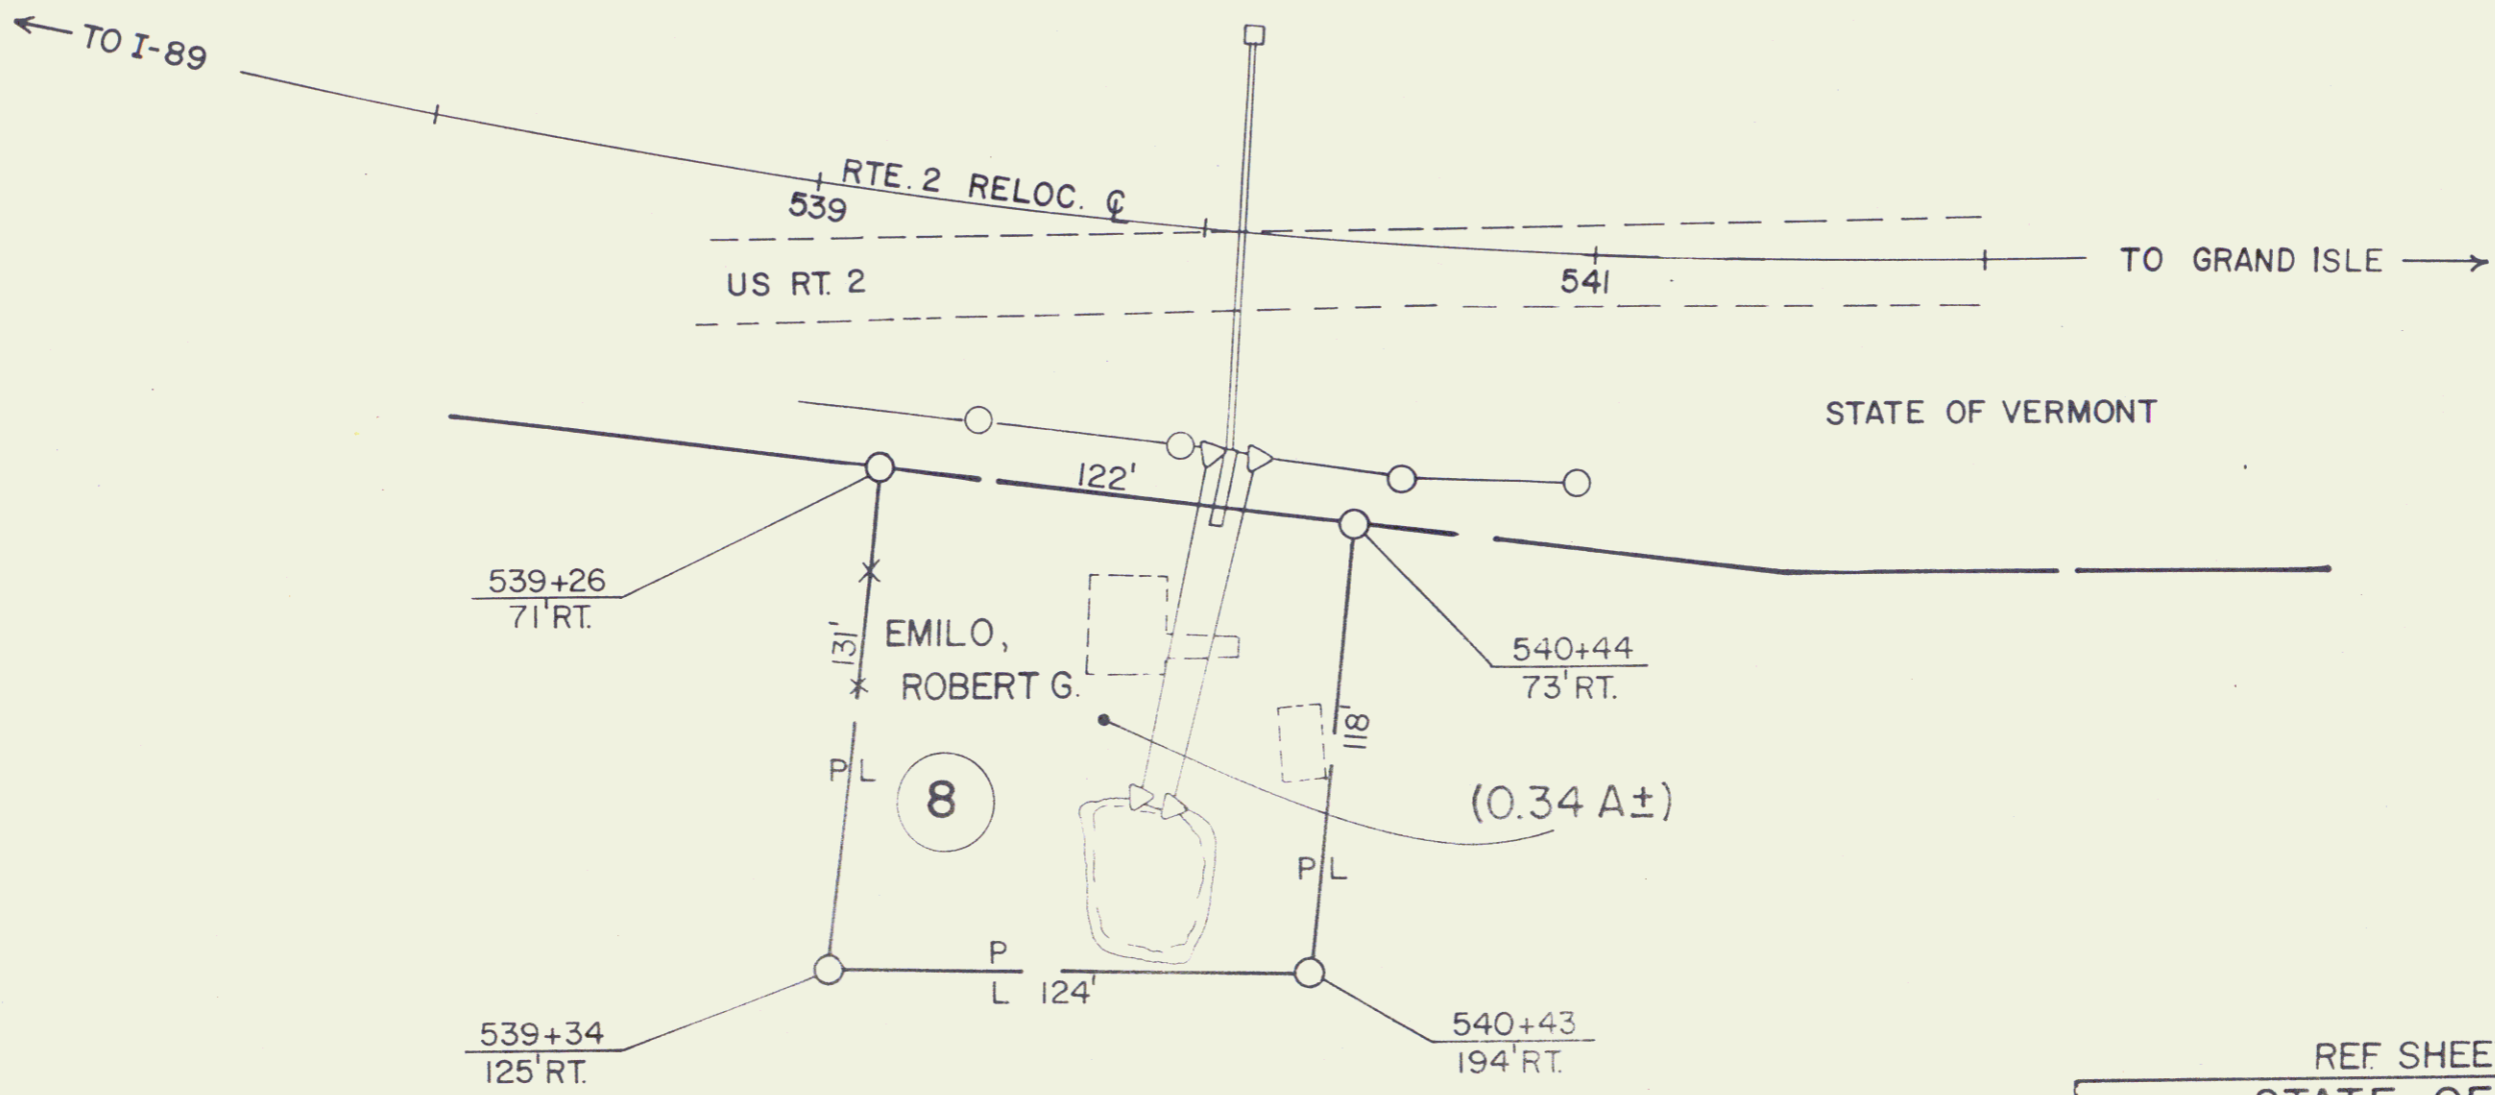 ← TO I-89
RTE. 2 RELOC. ℄
539
US RT. 2
541
TO GRAND ISLE →
STATE OF VERMONT
122'
539+26
71' RT.
131'
EMILO,
ROBERT G.
540+44
73' RT.
118'
P L
8
(0.34 A±)
P L
P
L 124'
539+34
125' RT.
540+43
194' RT.
REF. SHEE
STATE OF